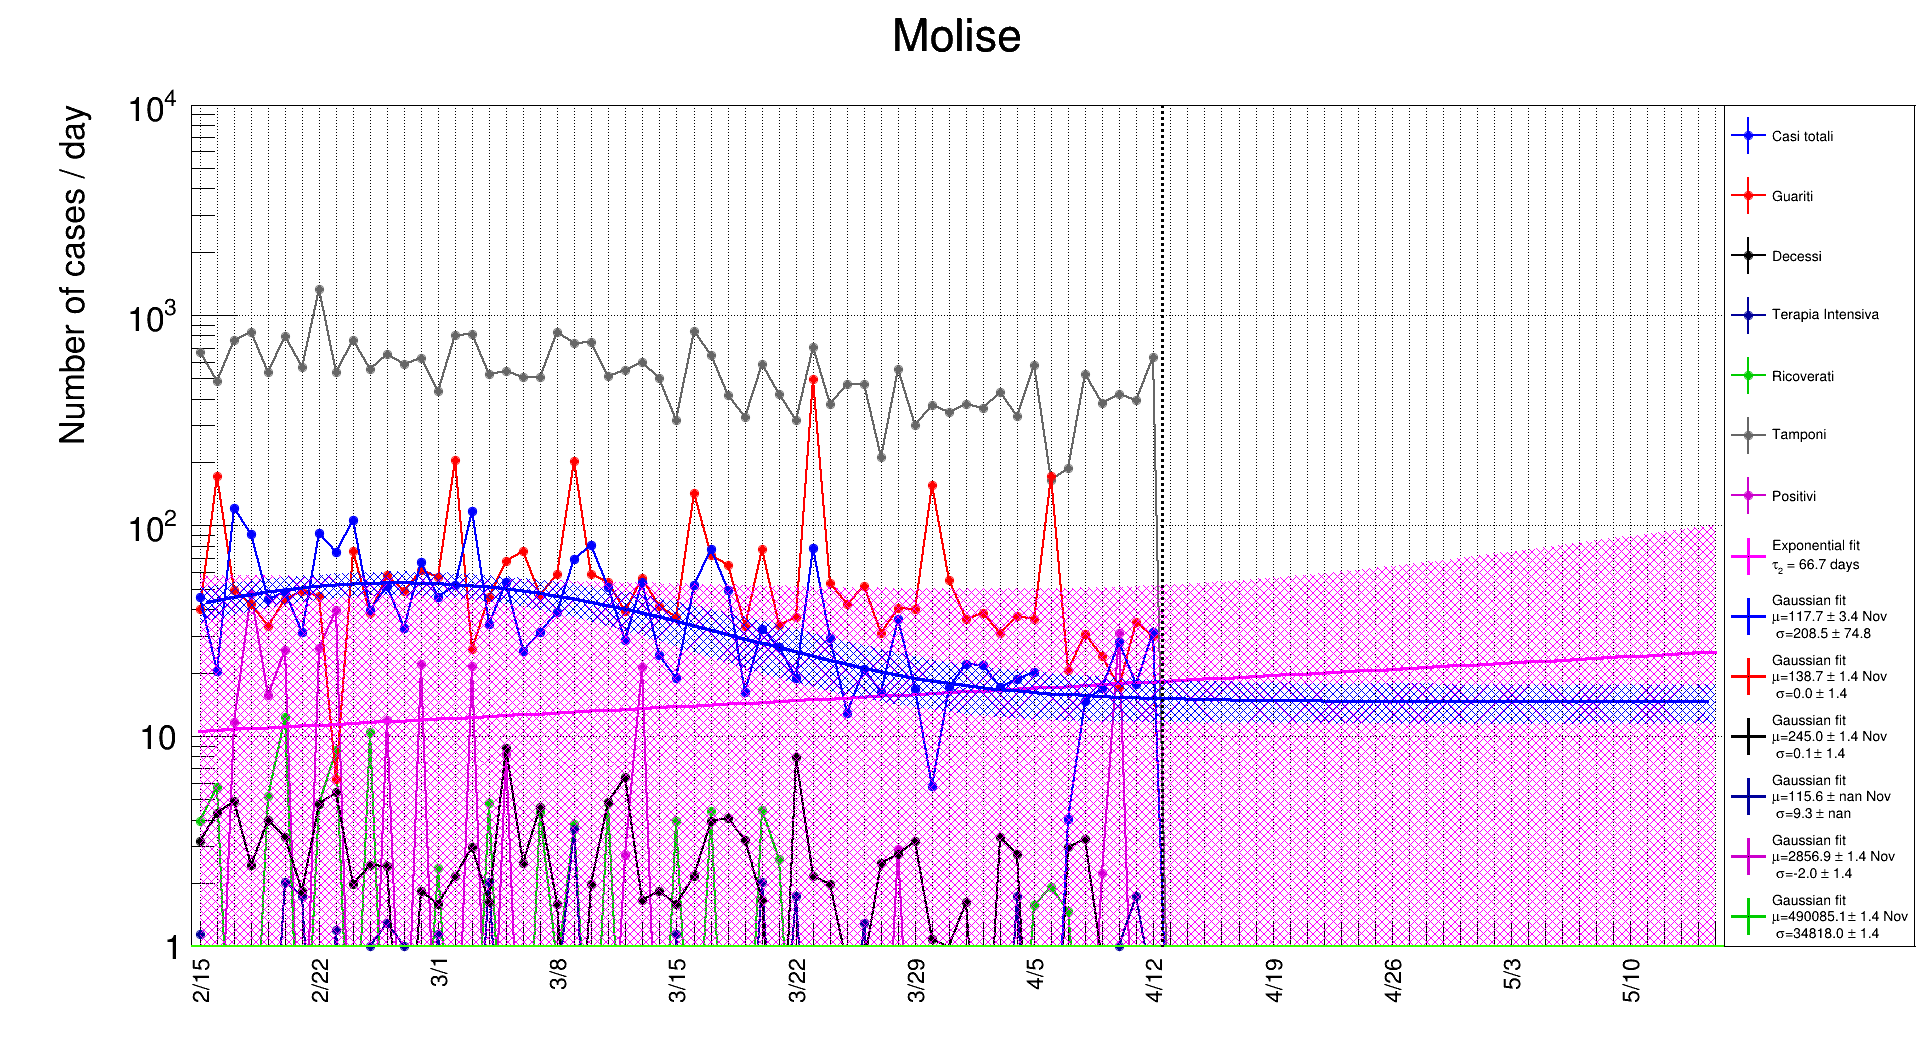 Molise
Number of cases / day
10^4
10^3
10^2
10
1
2/15
2/22
3/1
3/8
3/15
3/22
3/29
4/5
4/12
4/19
4/26
5/3
5/10
Casi totali
Guariti
Decessi
Terapia Intensiva
Ricoverati
Tamponi
Positivi
Exponential fit
τ₂ = 66.7 days
Gaussian fit
μ=117.7 ± 3.4 Nov
σ=208.5 ± 74.8
Gaussian fit
μ=138.7 ± 1.4 Nov
σ=0.0 ± 1.4
Gaussian fit
μ=245.0 ± 1.4 Nov
σ=0.1 ± 1.4
Gaussian fit
μ=115.6 ± nan Nov
σ=9.3 ± nan
Gaussian fit
μ=2856.9 ± 1.4 Nov
σ=-2.0 ± 1.4
Gaussian fit
μ=490085.1 ± 1.4 Nov
σ=34818.0 ± 1.4